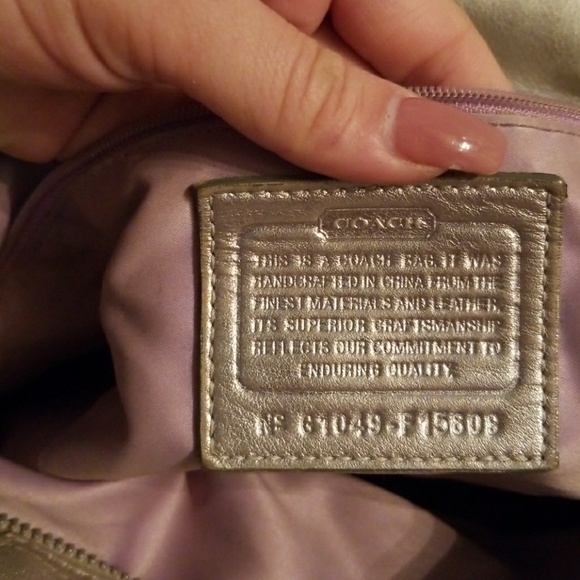 COACH
THIS IS A COACH BAG. IT WAS
HANDCRAFTED IN CHINA FROM THE
FINEST MATERIALS AND LEATHER.
ITS SUPERIOR CRAFTSMANSHIP
REFLECTS OUR COMMITMENT TO
ENDURING QUALITY.
Nº G1049-F15608